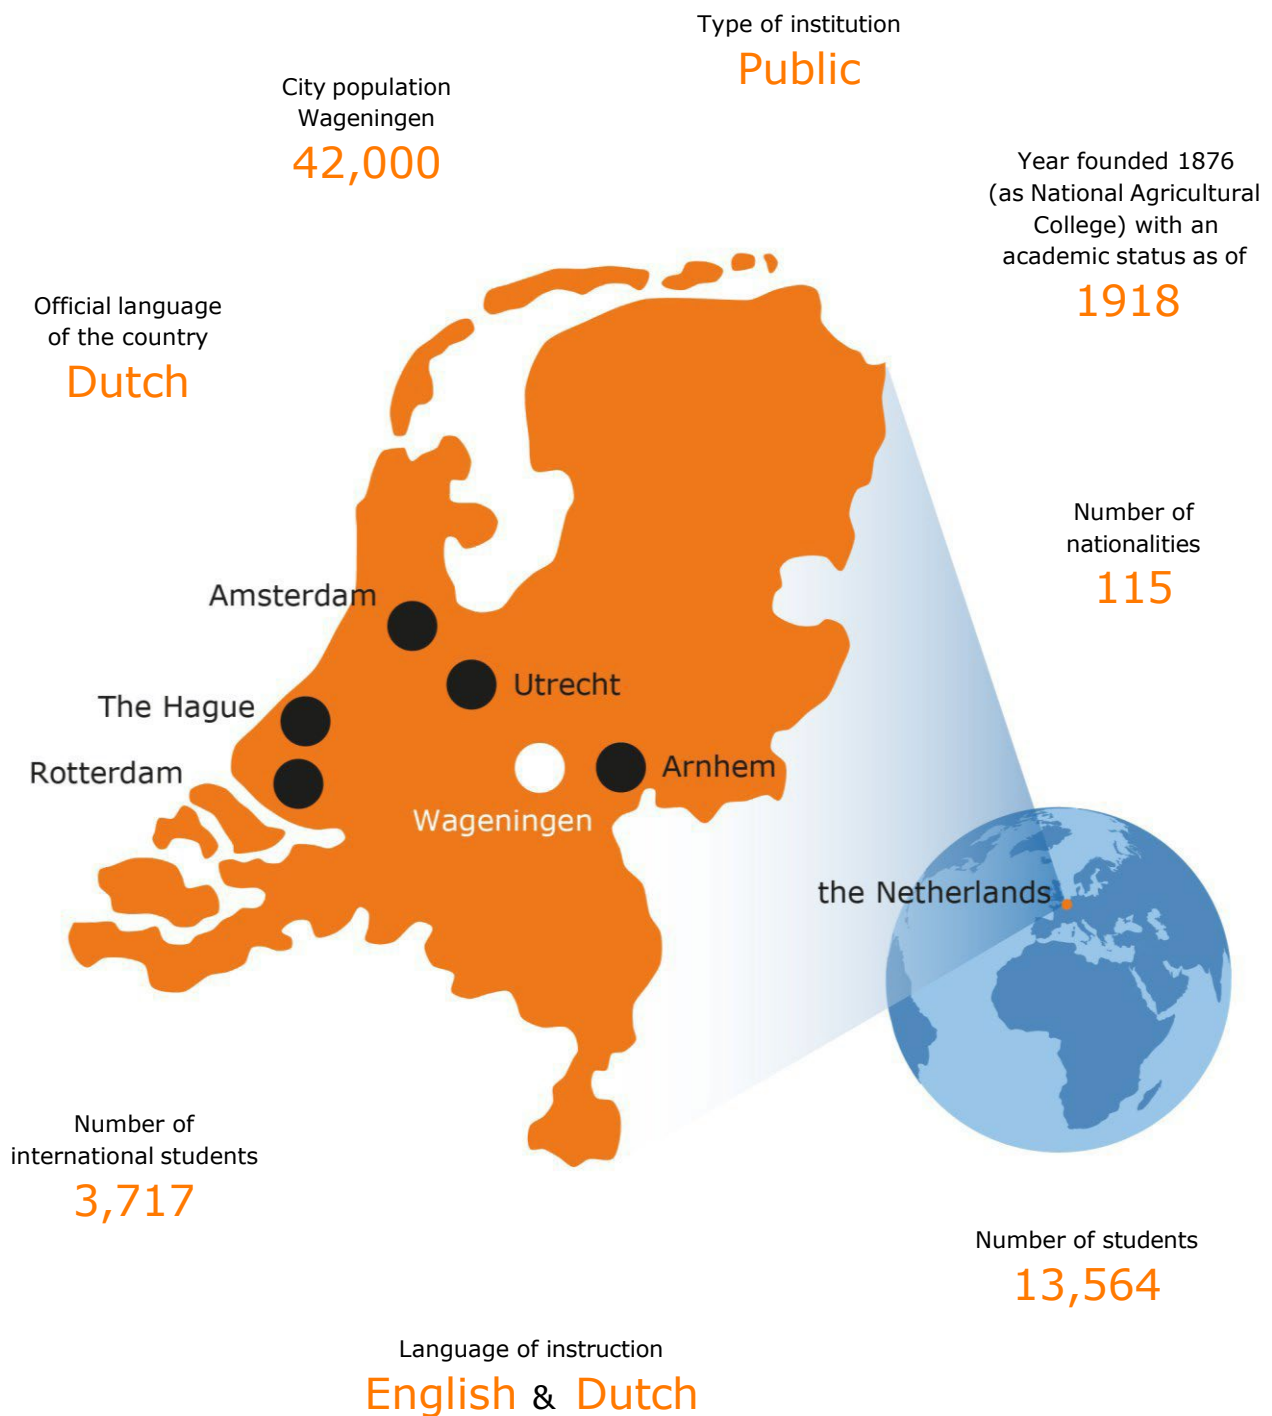 Type of institution
Public
City population
Wageningen
42,000
Year founded 1876
(as National Agricultural
College) with an
academic status as of
1918
Official language
of the country
Dutch
Number of
nationalities
115
Amsterdam
Utrecht
The Hague
Rotterdam
Arnhem
Wageningen
the Netherlands
Number of
international students
3,717
Number of students
13,564
Language of instruction
English & Dutch